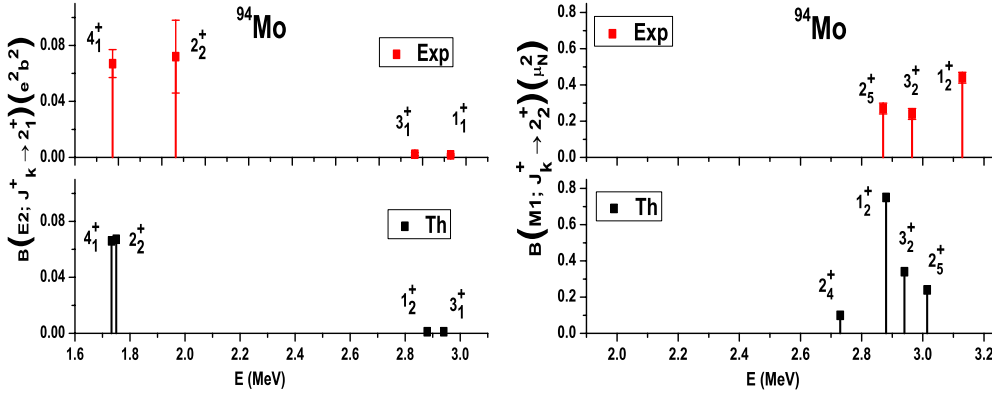 ⁹⁴Mo
B(E2; J⁺ₖ → 2⁺₁)(e²b²)
0.08
0.04
0.00
4⁺₁
2⁺₂
Exp
3⁺₁
1⁺₁
0.08
0.04
0.00
4⁺₁
2⁺₂
Th
1⁺₂
3⁺₁
1.6 1.8 2.0 2.2 2.4 2.6 2.8 3.0
E (MeV)
⁹⁴Mo
B(M1; J⁺ₖ → 2⁺₂)(μ²N)
0.8
0.6
0.4
0.2
0.0
Exp
2⁺₅
3⁺₂
1⁺₂
0.8
0.6
0.4
0.2
0.0
Th
2⁺₄
1⁺₂
3⁺₂
2⁺₅
2.0 2.2 2.4 2.6 2.8 3.0 3.2
E (MeV)